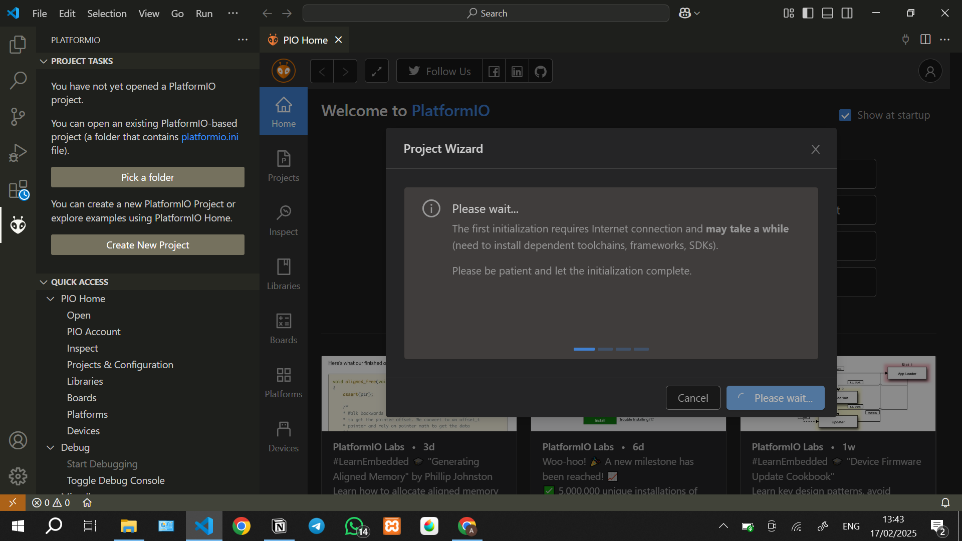 File Edit Selection View Go Run ··· Search
PLATFORMIO ···
PIO Home
PROJECT TASKS
You have not yet opened a PlatformIO
project.
You can open an existing PlatformIO-based
project (a folder that contains platformio.ini
file).
Pick a folder
You can create a new PlatformIO Project or
explore examples using PlatformIO Home.
Create New Project
QUICK ACCESS
PIO Home
Open
PIO Account
Inspect
Projects & Configuration
Libraries
Boards
Platforms
Devices
Debug
Start Debugging
Toggle Debug Console
Follow Us
Home
Projects
Inspect
Libraries
Boards
Platforms
Devices
Welcome to PlatformIO
Show at startup
Project Wizard
Please wait...
The first initialization requires Internet connection and may take a while
(need to install dependent toolchains, frameworks, SDKs).
Please be patient and let the initialization complete.
Cancel
Please wait...
PlatformIO Labs • 3d
#LearnEmbedded "Generating
Aligned Memory" by Phillip Johnston
Learn how to allocate aligned memory
PlatformIO Labs • 6d
Woo-hoo! A new milestone has
been reached!
5,000,000 unique installations of
PlatformIO Labs • 1w
#LearnEmbedded "Device Firmware
Update Cookbook"
Learn key design patterns, avoid
0 0
14
A
ENG
13:43
17/02/2025
2